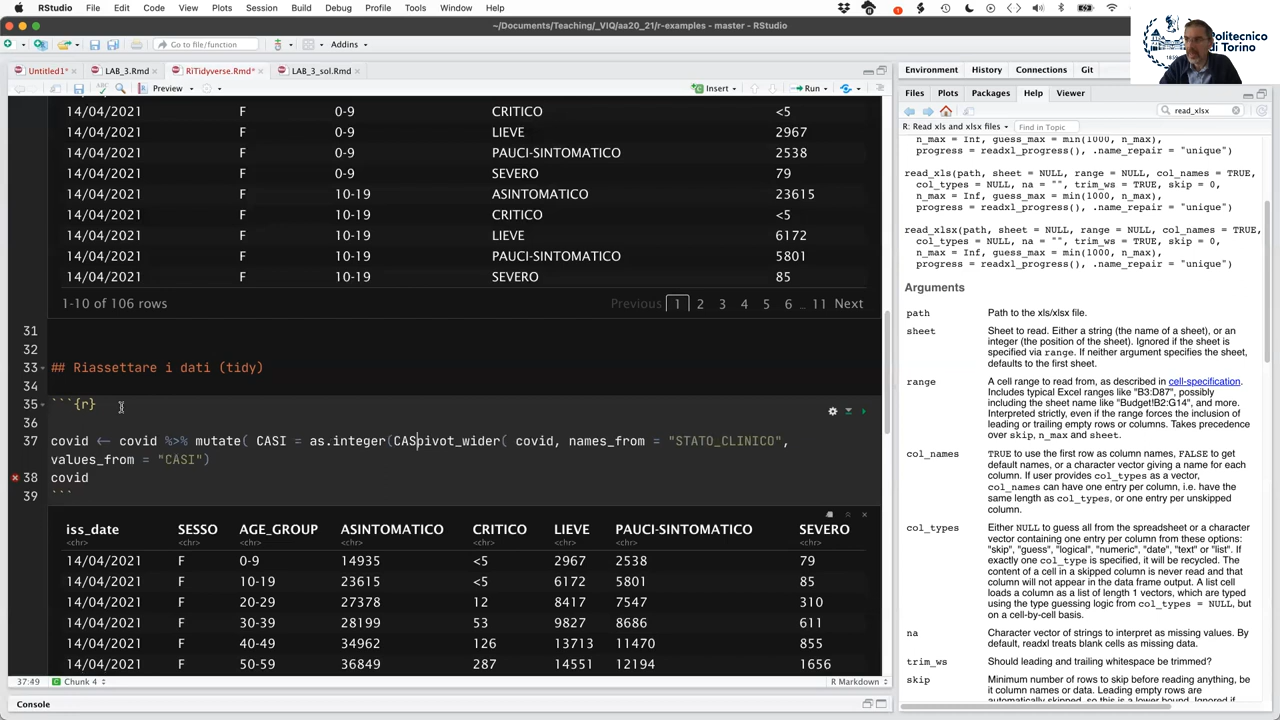 RStudio File Edit Code View Plots Session Build Debug Profile Tools Window Help
~/Documents/Teaching/_VIQ/aa20_21/r-examples - master - RStudio
Go to file/function Addins
Politecnico
di Torino
Untitled1* LAB_3.Rmd RiTidyverse.Rmd* LAB_3_sol.Rmd
Preview Insert Run
14/04/2021 F 0-9 CRITICO <5
14/04/2021 F 0-9 LIEVE 2967
14/04/2021 F 0-9 PAUCI-SINTOMATICO 2538
14/04/2021 F 0-9 SEVERO 79
14/04/2021 F 10-19 ASINTOMATICO 23615
14/04/2021 F 10-19 CRITICO <5
14/04/2021 F 10-19 LIEVE 6172
14/04/2021 F 10-19 PAUCI-SINTOMATICO 5801
14/04/2021 F 10-19 SEVERO 85
1-10 of 106 rows Previous 1 2 3 4 5 6 … 11 Next
31
32
33 ## Riassettare i dati (tidy)
34
35 ```{r}
36
37 covid <- covid %>% mutate( CASI = as.integer(CASpivot_wider( covid, names_from = "STATO_CLINICO",
values_from = "CASI")
38 covid
39 ```
iss_date SESSO AGE_GROUP ASINTOMATICO CRITICO LIEVE PAUCI-SINTOMATICO SEVERO
<chr> <chr> <chr> <chr> <chr> <chr> <chr> <chr>
14/04/2021 F 0-9 14935 <5 2967 2538 79
14/04/2021 F 10-19 23615 <5 6172 5801 85
14/04/2021 F 20-29 27378 12 8417 7547 310
14/04/2021 F 30-39 28199 53 9827 8686 611
14/04/2021 F 40-49 34962 126 13713 11470 855
14/04/2021 F 50-59 36849 287 14551 12194 1656
37:49 Chunk 4 R Markdown
Console
Environment History Connections Git
Files Plots Packages Help Viewer
read_xlsx
R: Read xls and xlsx files Find in Topic
n_max = Inf, guess_max = min(1000, n_max),
progress = readxl_progress(), .name_repair = "unique")
read_xls(path, sheet = NULL, range = NULL, col_names = TRUE,
col_types = NULL, na = "", trim_ws = TRUE, skip = 0,
n_max = Inf, guess_max = min(1000, n_max),
progress = readxl_progress(), .name_repair = "unique")
read_xlsx(path, sheet = NULL, range = NULL, col_names = TRUE,
col_types = NULL, na = "", trim_ws = TRUE, skip = 0,
n_max = Inf, guess_max = min(1000, n_max),
progress = readxl_progress(), .name_repair = "unique")
Arguments
path Path to the xls/xlsx file.
sheet Sheet to read. Either a string (the name of a sheet), or an
integer (the position of the sheet). Ignored if the sheet is
specified via range. If neither argument specifies the sheet,
defaults to the first sheet.
range A cell range to read from, as described in cell-specification.
Includes typical Excel ranges like "B3:D87", possibly
including the sheet name like "Budget!B2:G14", and more.
Interpreted strictly, even if the range forces the inclusion of
leading or trailing empty rows or columns. Takes precedence
over skip, n_max and sheet.
col_names TRUE to use the first row as column names, FALSE to get
default names, or a character vector giving a name for each
column. If user provides col_types as a vector,
col_names can have one entry per column, i.e. have the
same length as col_types, or one entry per unskipped
column.
col_types Either NULL to guess all from the spreadsheet or a character
vector containing one entry per column from these options:
"skip", "guess", "logical", "numeric", "date", "text" or "list". If
exactly one col_type is specified, it will be recycled. The
content of a cell in a skipped column is never read and that
column will not appear in the data frame output. A list cell
loads a column as a list of length 1 vectors, which are typed
using the type guessing logic from col_types = NULL, but
on a cell-by-cell basis.
na Character vector of strings to interpret as missing values. By
default, readxl treats blank cells as missing data.
trim_ws Should leading and trailing whitespace be trimmed?
skip Minimum number of rows to skip before reading anything, be
it column names or data. Leading empty rows are
automatically skipped, so this is a lower bound. Ignored if